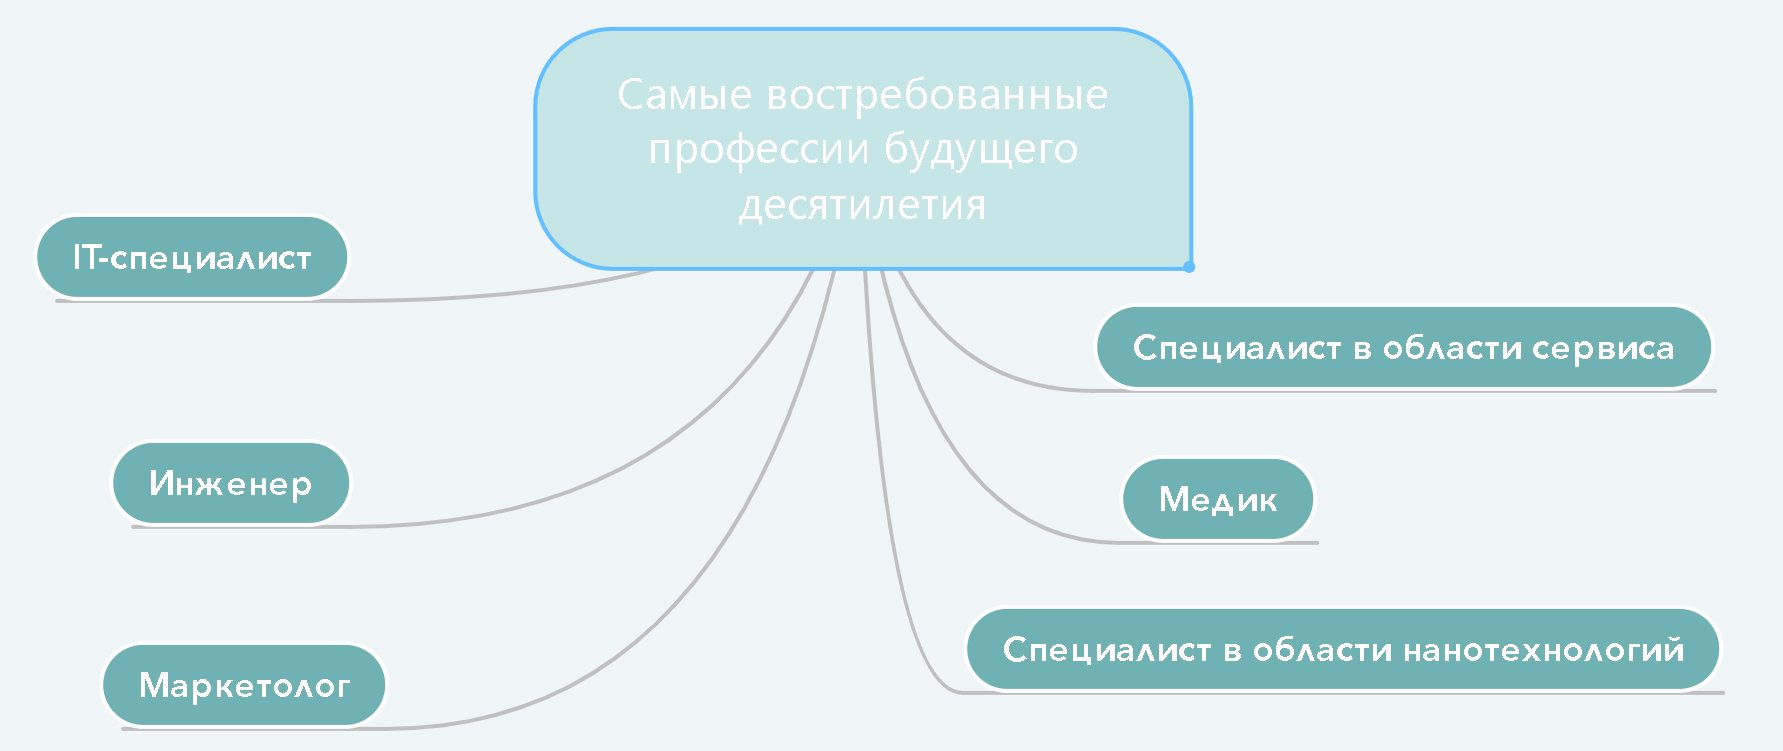 Самые востребованные
профессии будущего
десятилетия
IT-специалист
Инженер
Маркетолог
Специалист в области сервиса
Медик
Специалист в области нанотехнологий